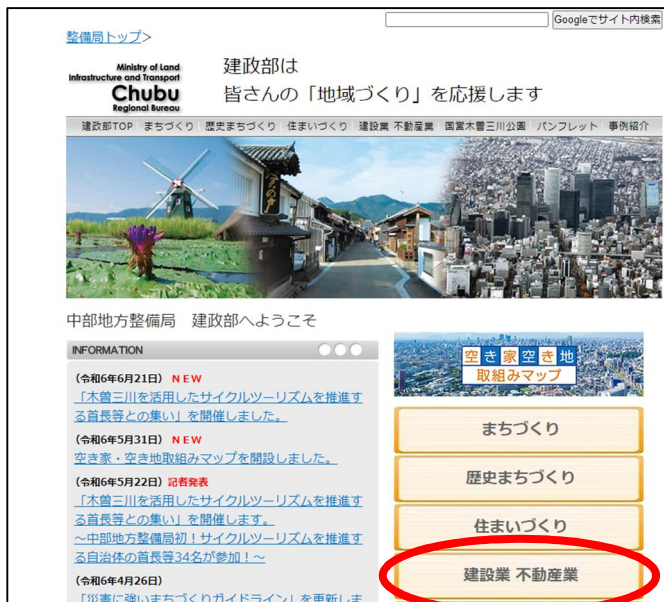 Googleでサイト内検索
整備局トップ>
Ministry of Land
Infrastructure and Transport
Chubu
Regional Bureau
建政部は
皆さんの「地域づくり」を応援します
建政部TOP まちづくり 歴史まちづくり 住まいづくり 建設業 不動産業 国営木曽三川公園 パンフレット 事例紹介
中部地方整備局 建政部へようこそ
INFORMATION
(令和6年6月21日) NEW
「木曽三川を活用したサイクルツーリズムを推進す
る首長等との集い」を開催しました。
(令和6年5月31日) NEW
空き家・空き地取組みマップを開設しました。
(令和6年5月22日) 記者発表
「木曽三川を活用したサイクルツーリズムを推進す
る首長等との集い」を開催します。
～中部地方整備局初！サイクルツーリズムを推進す
る自治体の首長等34名が参加！～
(令和6年4月26日)
「災害に強いまちづくりガイドライン」を更新しま
空き家空き地
取組みマップ
まちづくり
歴史まちづくり
住まいづくり
建設業 不動産業